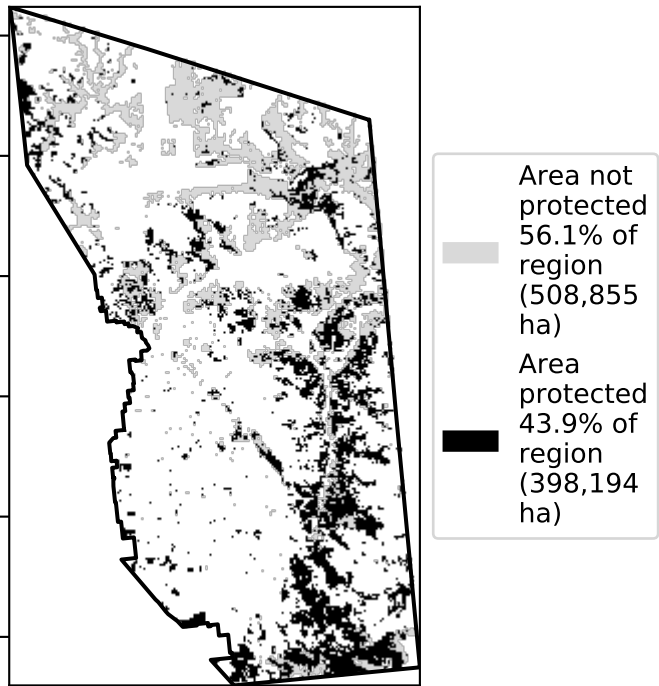 Area not
protected
56.1% of
region
(508,855
ha)
Area
protected
43.9% of
region
(398,194
ha)